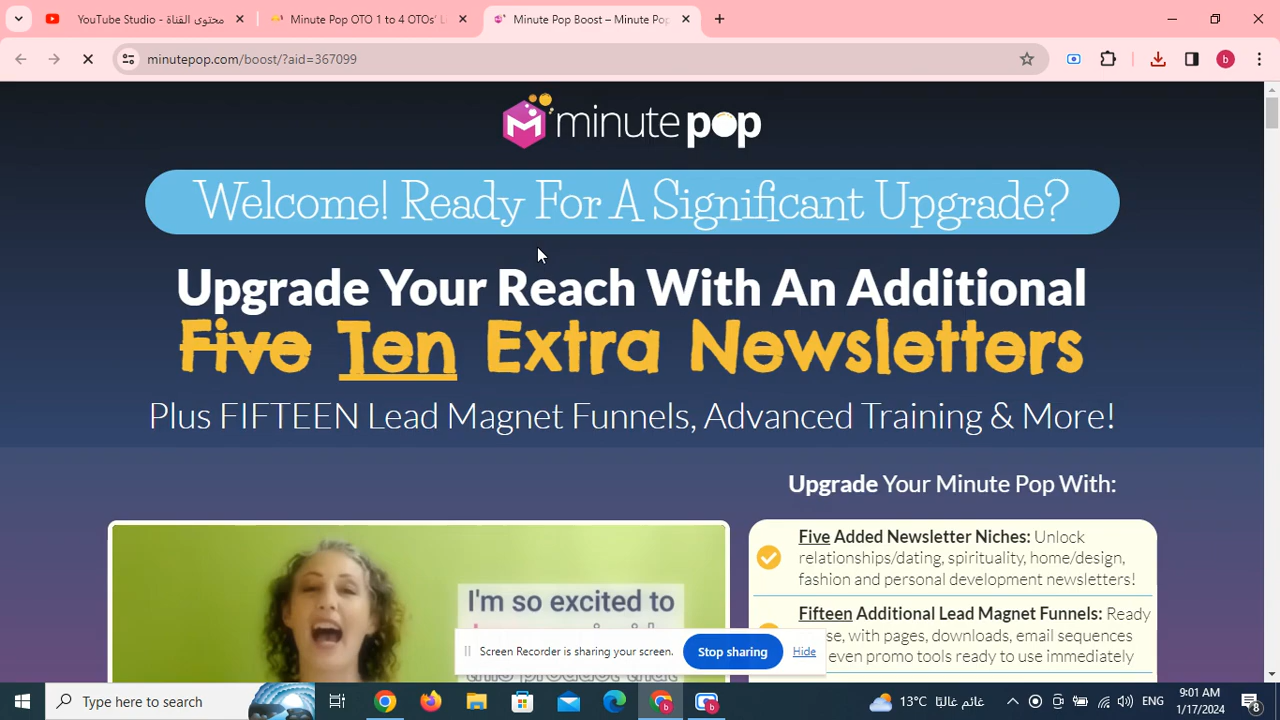 YouTube Studio - محتوى القناة
Minute Pop OTO 1 to 4 OTOs' L
Minute Pop Boost – Minute Pop
minutepop.com/boost/?aid=367099
b
M minute pop
Welcome! Ready For A Significant Upgrade?
Upgrade Your Reach With An Additional
Five Ten Extra Newsletters
Plus FIFTEEN Lead Magnet Funnels, Advanced Training & More!
Upgrade Your Minute Pop With:
Five Added Newsletter Niches: Unlock
relationships/dating, spirituality, home/design,
fashion and personal development newsletters!
Fifteen Additional Lead Magnet Funnels: Ready
with pages, downloads, email sequences
even promo tools ready to use immediately
I'm so excited to
Screen Recorder is sharing your screen.
Stop sharing
Hide
Type here to search
13°C غائم غالبًا
ENG
9:01 AM
1/17/2024
8